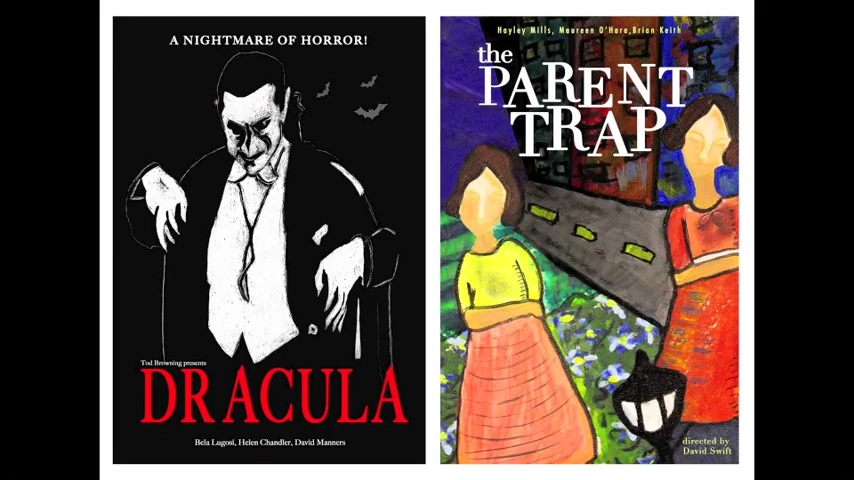 A NIGHTMARE OF HORROR!
Tod Browning presents
DRACULA
Bela Lugosi, Helen Chandler, David Manners
Hayley Mills, Maureen O'Hara,Brian Keith
the
PARENT
TRAP
directed by
David Swift